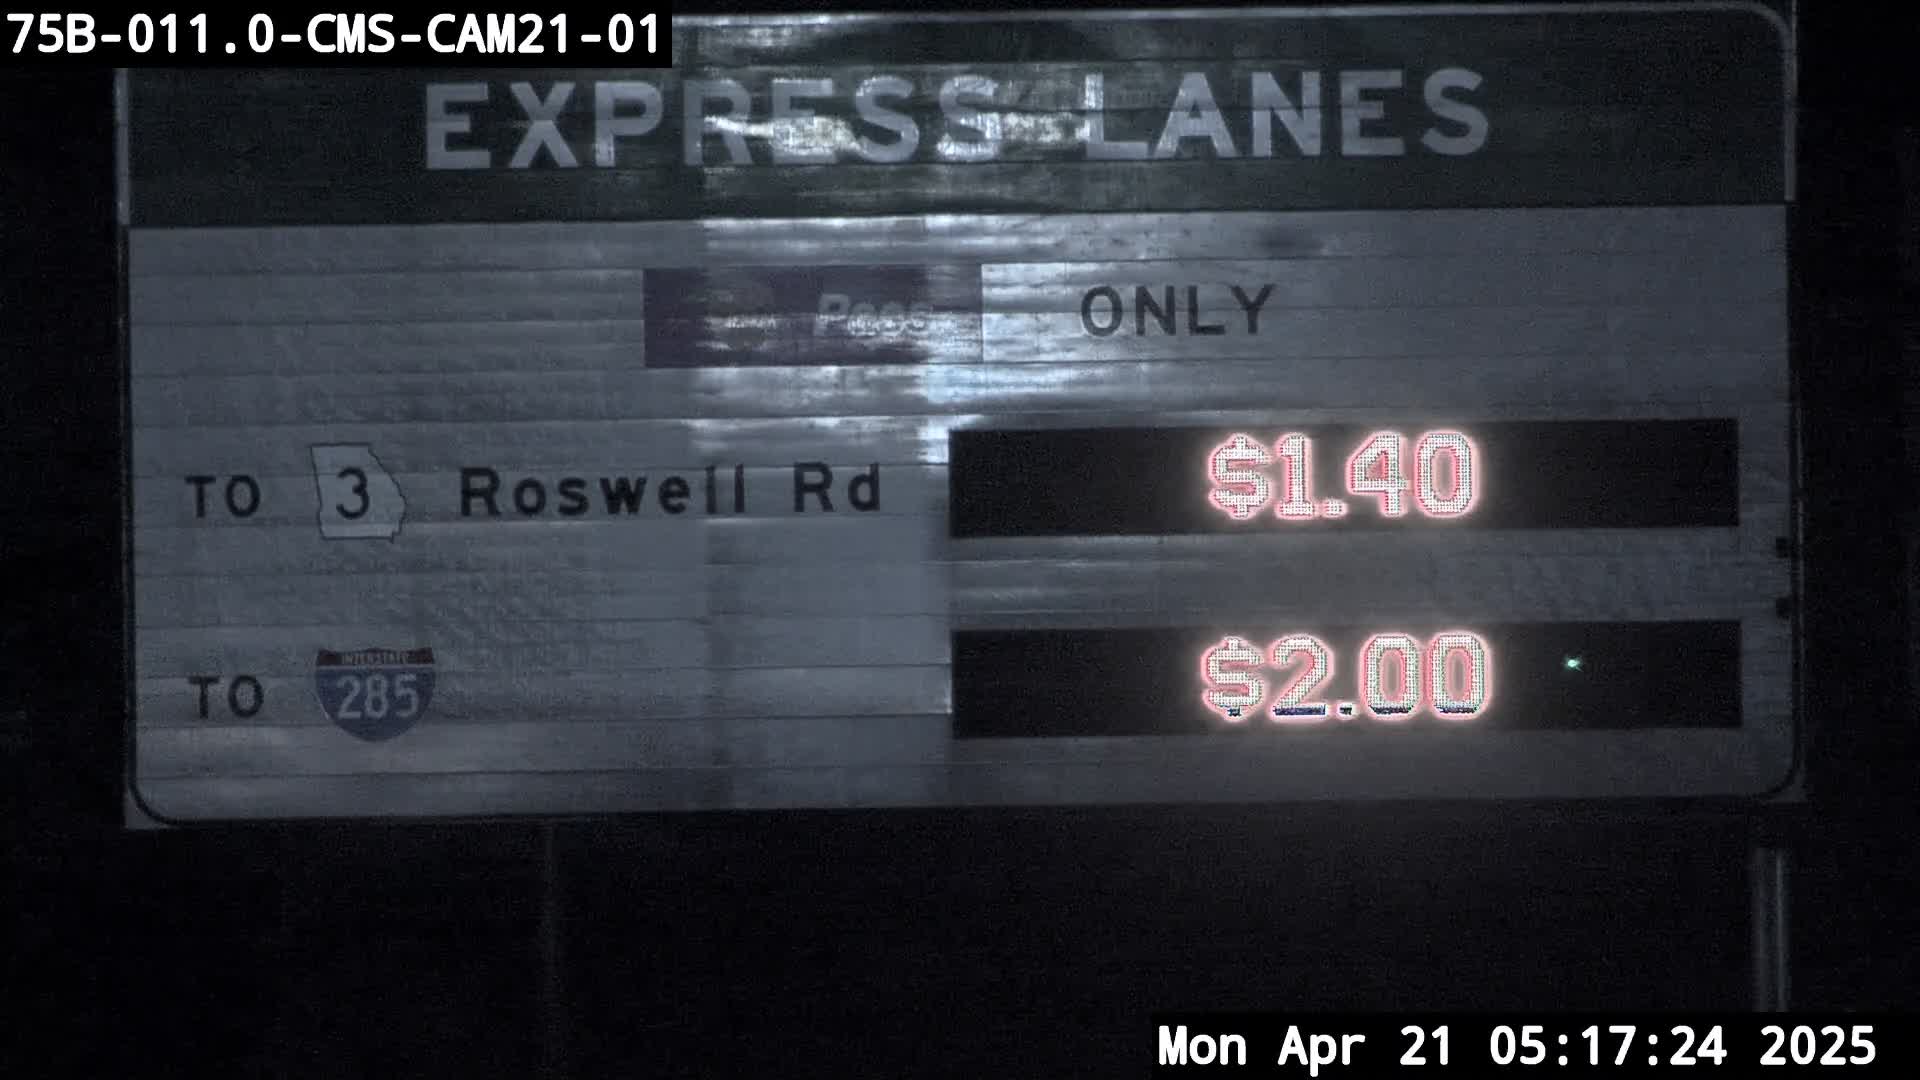 75B-011.0-CMS-CAM21-01
EXPRESS LANES
Pass ONLY
TO 3 Roswell Rd $1.40
TO INTERSTATE 285 $2.00
Mon Apr 21 05:17:24 2025